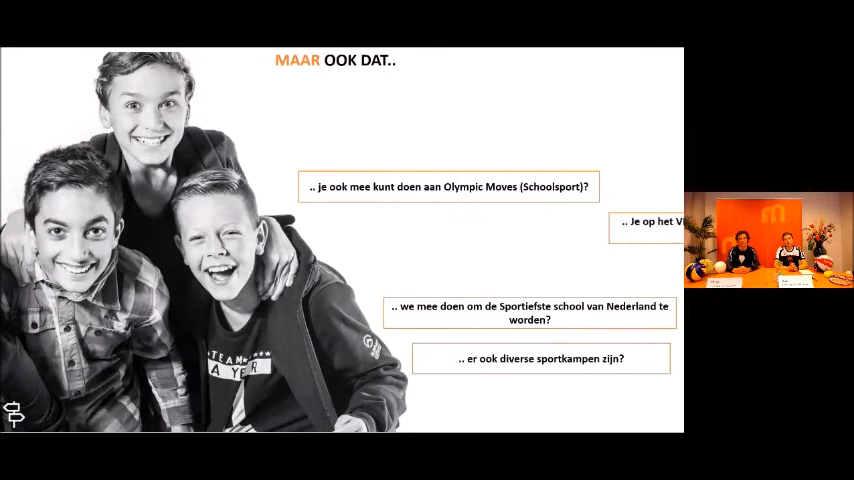 MAAR OOK DAT..
.. je ook mee kunt doen aan Olympic Moves (Schoolsport)?
.. Je op het
.. we mee doen om de Sportiefste school van Nederland te
worden?
.. er ook diverse sportkampen zijn?
TEAM
m